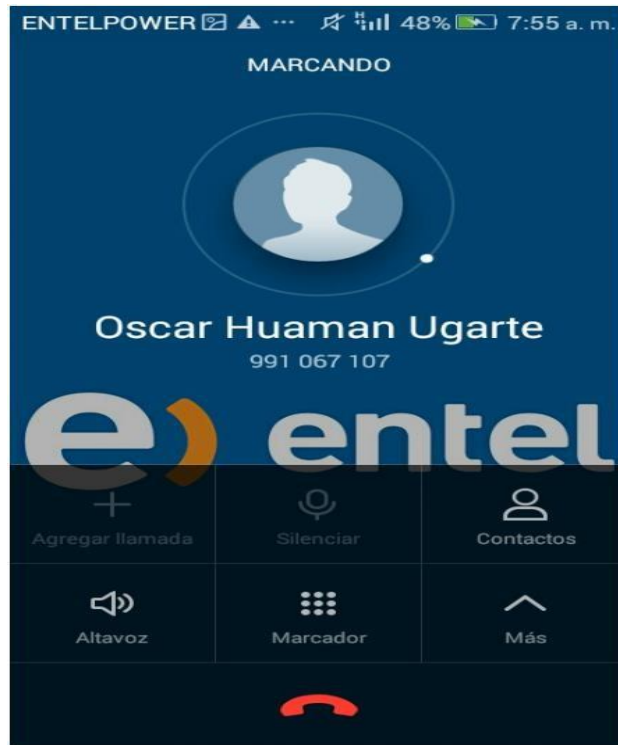 ENTELPOWER ... H 48% 7:55 a. m.
MARCANDO
Oscar Huaman Ugarte
991 067 107
e) entel
Agregar llamada Silenciar Contactos
Altavoz Marcador Más